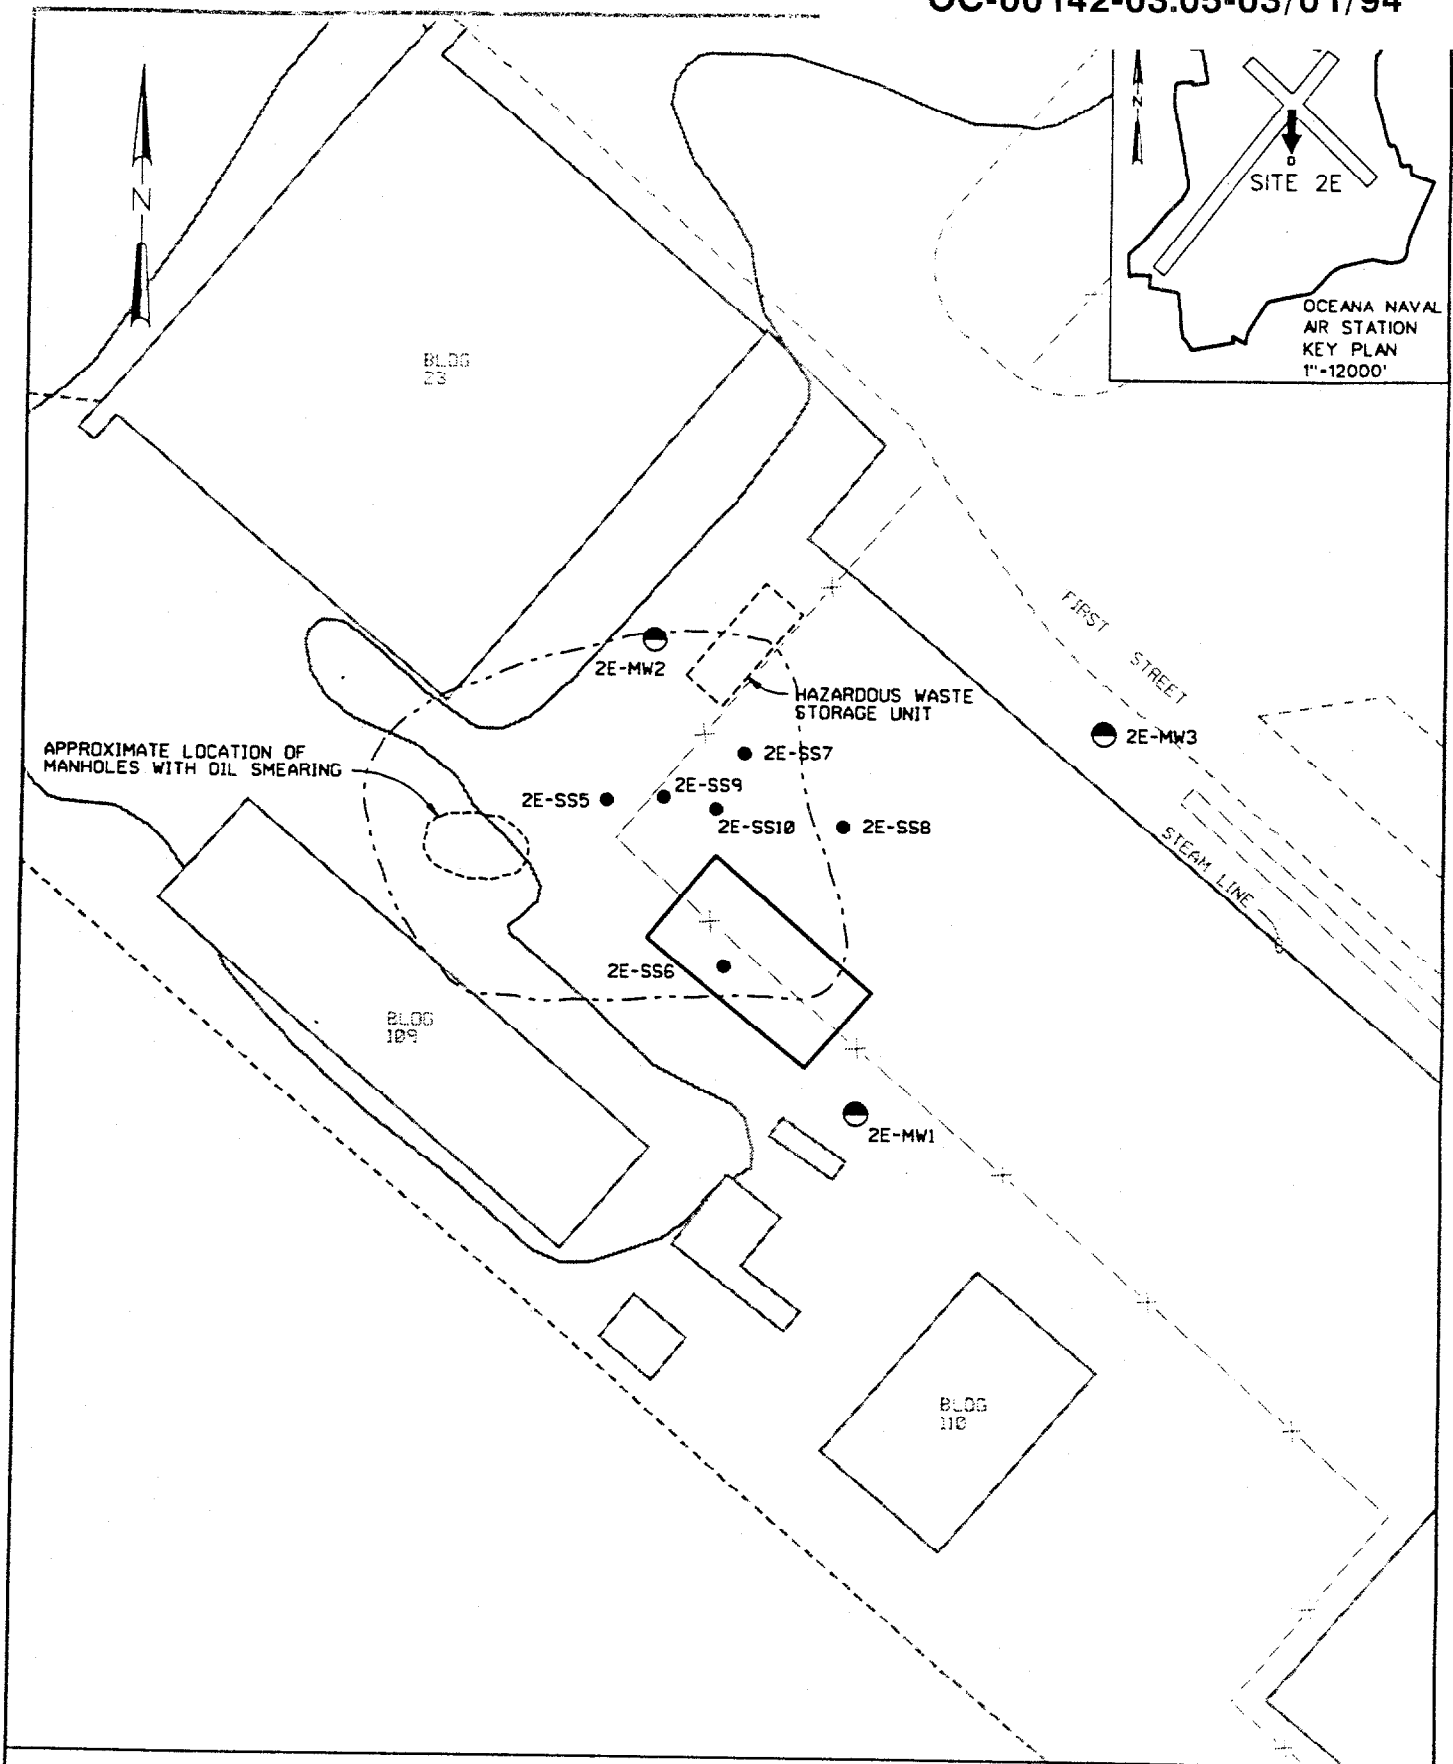 OC-00142-03.05-03/01/94
N
N
SITE 2E
OCEANA NAVAL
AIR STATION
KEY PLAN
1"-12000'
BLDG
23
FIRST STREET
2E-MW2
HAZARDOUS WASTE
STORAGE UNIT
2E-MW3
APPROXIMATE LOCATION OF
MANHOLES WITH OIL SMEARING
2E-SS7
2E-SS5
2E-SS9
2E-SS10
2E-SS8
STEAM LINE
2E-SS6
BLDG
109
2E-MW1
BLDG
110